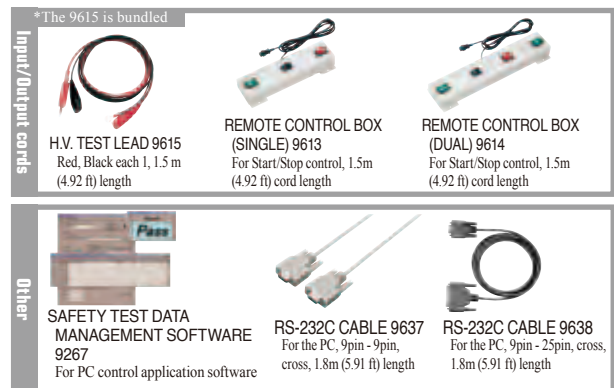 *The 9615 is bundled
Input/Output cords
H.V. TEST LEAD 9615
Red, Black each 1, 1.5 m
(4.92 ft) length
REMOTE CONTROL BOX
(SINGLE) 9613
For Start/Stop control, 1.5m
(4.92 ft) cord length
REMOTE CONTROL BOX
(DUAL) 9614
For Start/Stop control, 1.5m
(4.92 ft) cord length
Other
Pass
SAFETY TEST DATA
MANAGEMENT SOFTWARE
9267
For PC control application software
RS-232C CABLE 9637
For the PC, 9pin - 9pin,
cross, 1.8m (5.91 ft) length
RS-232C CABLE 9638
For the PC, 9pin - 25pin, cross,
1.8m (5.91 ft) length